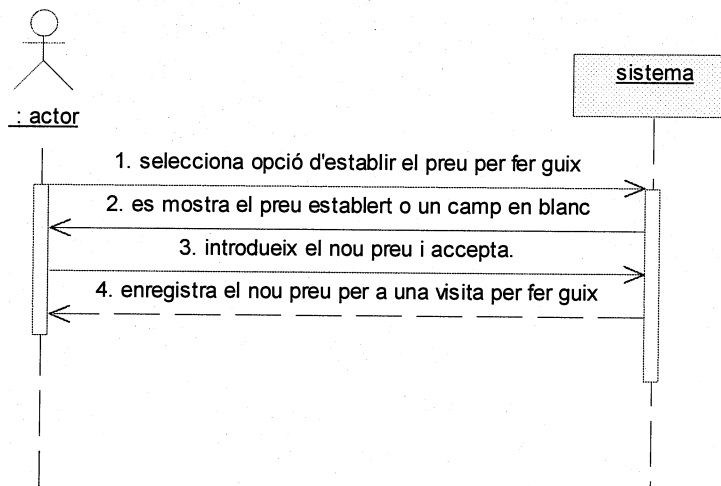 sistema
: actor
1. selecciona opció d'establir el preu per fer guix
2. es mostra el preu establert o un camp en blanc
3. introdueix el nou preu i accepta.
4. enregistra el nou preu per a una visita per fer guix